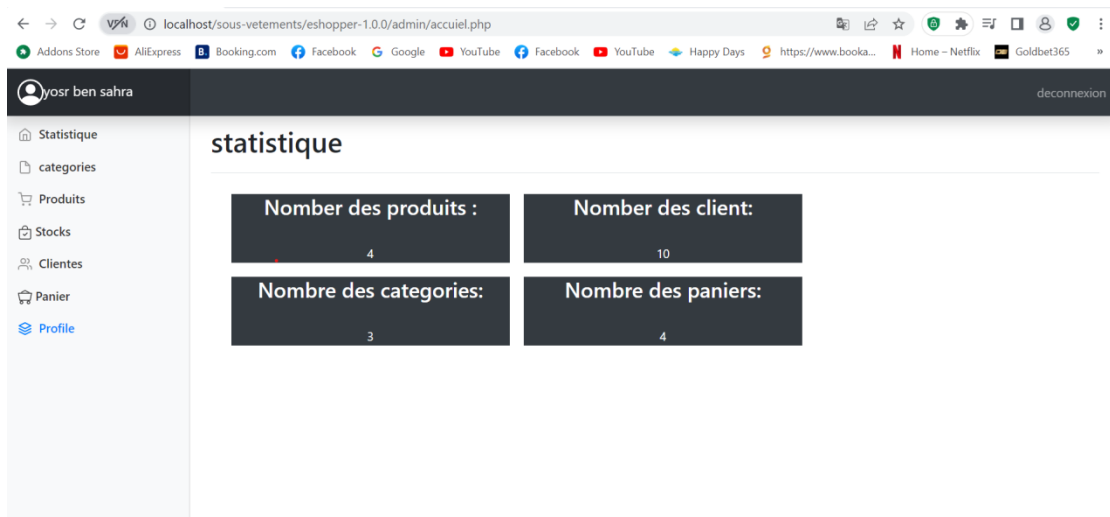 VPN localhost/sous-vetements/eshopper-1.0.0/admin/accuiel.php
Addons Store AliExpress B. Booking.com Facebook G Google YouTube Facebook YouTube Happy Days https://www.booka... N Home – Netflix Goldbet365 »
yosr ben sahra deconnexion
Statistique
statistique
categories
Produits
Nomber des produits : Nomber des client:
Stocks
4 10
Clientes
Nombre des categories: Nombre des paniers:
Panier
Profile
3 4